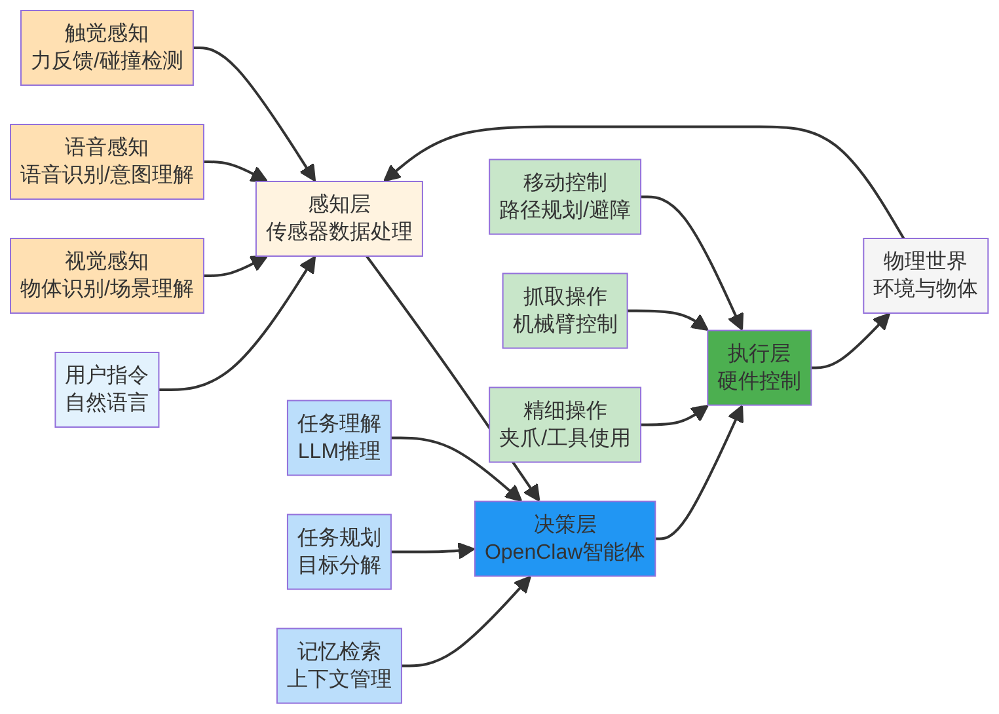 触觉感知
力反馈/碰撞检测
语音感知
语音识别/意图理解
视觉感知
物体识别/场景理解
用户指令
自然语言
感知层
传感器数据处理
任务理解
LLM推理
任务规划
目标分解
记忆检索
上下文管理
移动控制
路径规划/避障
抓取操作
机械臂控制
精细操作
夹爪/工具使用
决策层
OpenClaw智能体
执行层
硬件控制
物理世界
环境与物体